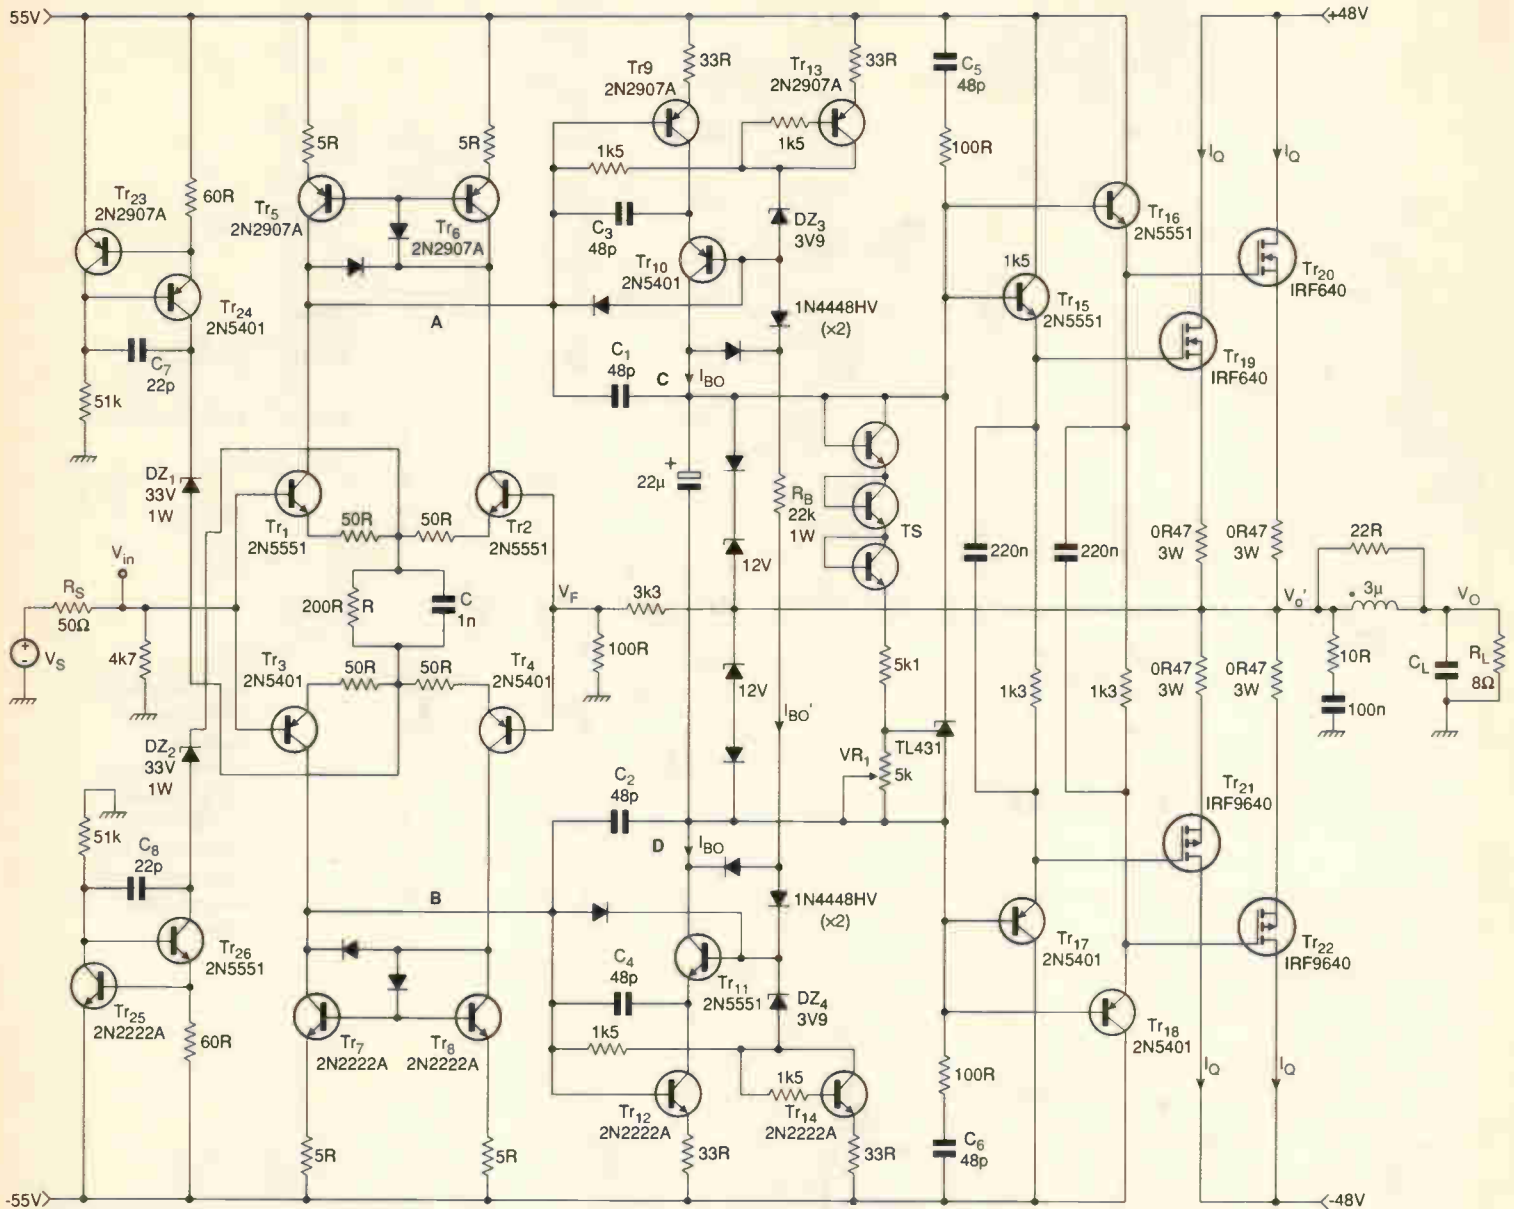 55V
+48V
Tr9
2N2907A
33R
Tr13
2N2907A
33R
C5
48p
5R
5R
1k5
1k5
100R
IQ
IQ
Tr23
2N2907A
60R
Tr5
2N2907A
Tr6
2N2907A
C3
48p
DZ3
3V9
Tr16
2N5551
Tr10
2N5401
1k5
Tr20
IRF640
Tr24
2N5401
A
1N4448HV
(x2)
Tr15
2N5551
C7
22p
C1
48p
C
IBO
Tr19
IRF640
51k
DZ1
33V
1W
Tr1
2N5551
50R
50R
Tr2
2N5551
+
22µ
RB
22k
1W
TS
Vin
12V
220n
220n
0R47
3W
0R47
3W
22R
RS
50Ω
200R
R
C
1n
VF
3k3
Vo'
3µ
VO
VS
4k7
Tr3
2N5401
50R
50R
Tr4
2N5401
100R
12V
5k1
1k3
1k3
0R47
3W
0R47
3W
10R
CL
RL
8Ω
IBO'
100n
DZ2
33V
1W
TL431
VR1
5k
C2
48p
Tr21
IRF9640
51k
D
IBO
C8
22p
B
1N4448HV
(x2)
Tr26
2N5551
C4
48p
Tr11
2N5551
Tr17
2N5401
Tr22
IRF9640
Tr25
2N2222A
DZ4
3V9
60R
Tr7
2N2222A
Tr8
2N2222A
1k5
Tr18
2N5401
1k5
100R
IQ
IQ
Tr12
2N2222A
Tr14
2N2222A
5R
5R
33R
33R
C6
48p
-55V
-48V